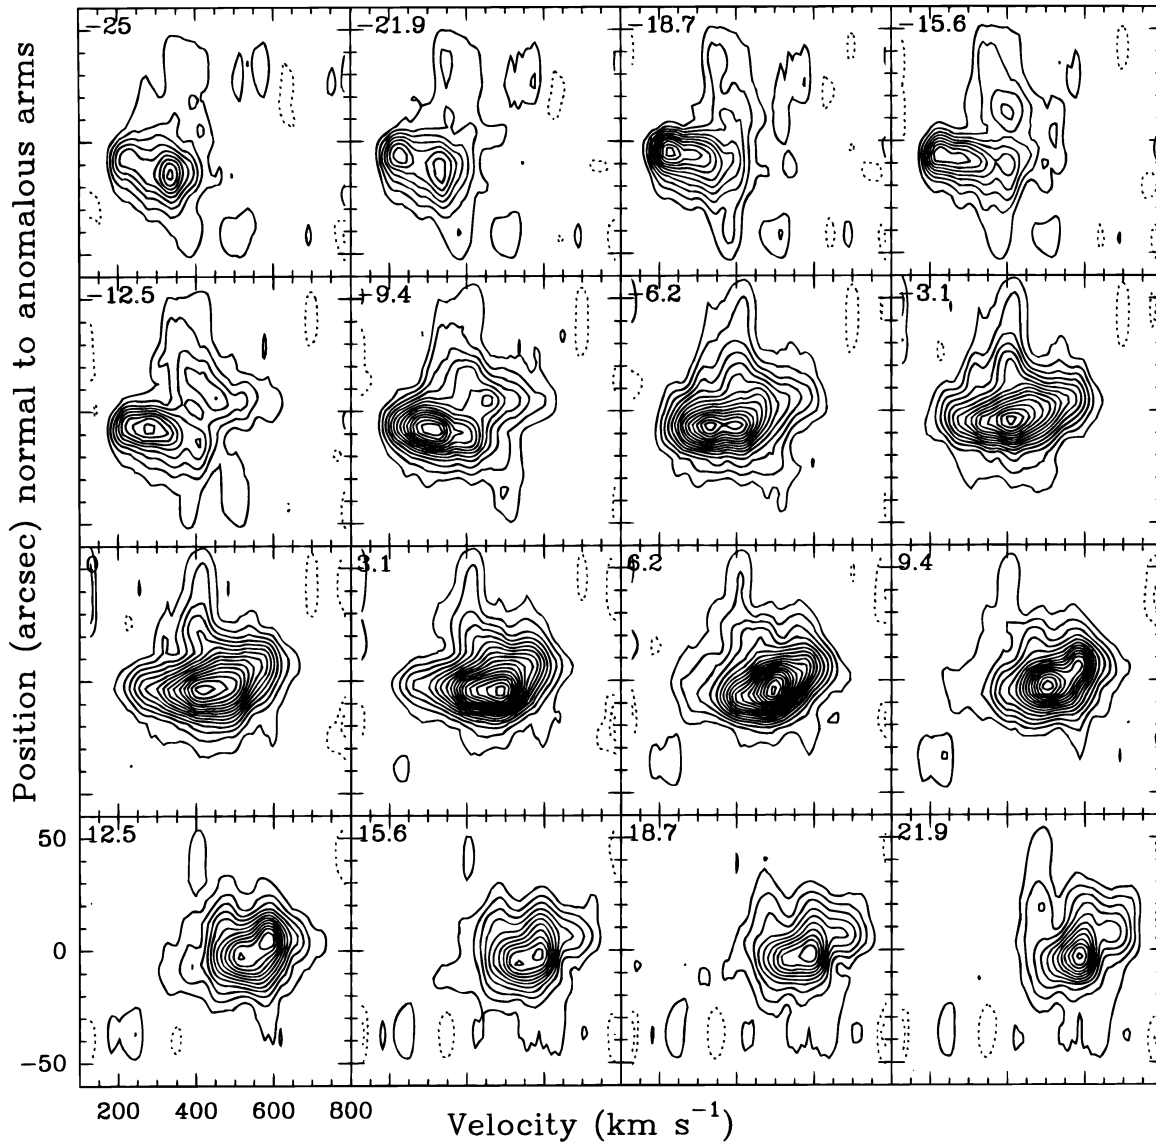 Position (arcsec) normal to anomalous arms
−25 −21.9 −18.7 −15.6
−12.5 −9.4 −6.2 −3.1
0 3.1 6.2 9.4
12.5 15.6 18.7 21.9
50
0
−50
200 400 600 800
Velocity (km s⁻¹)